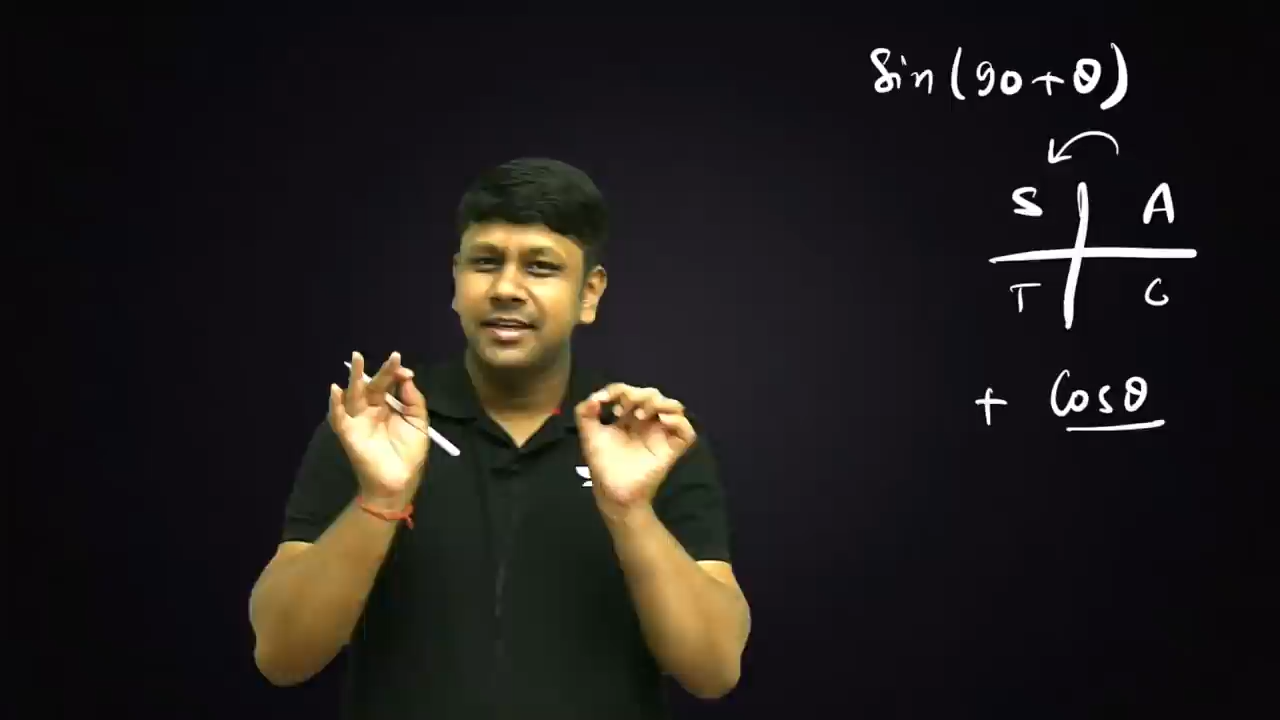 Sin(90+θ)
S A
T C
+ Cosθ